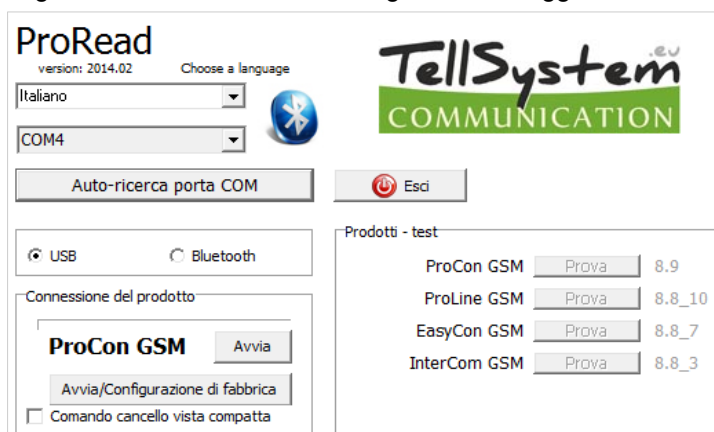 ProRead
version: 2014.02 Choose a language
Italiano
COM4
Auto-ricerca porta COM
TellSystem.eu
COMMUNICATION
Esci
USB Bluetooth
Connessione del prodotto
ProCon GSM Avvia
Avvia/Configurazione di fabbrica
Comando cancello vista compatta
Prodotti - test
ProCon GSM Prova 8.9
ProLine GSM Prova 8.8_10
EasyCon GSM Prova 8.8_7
InterCom GSM Prova 8.8_3